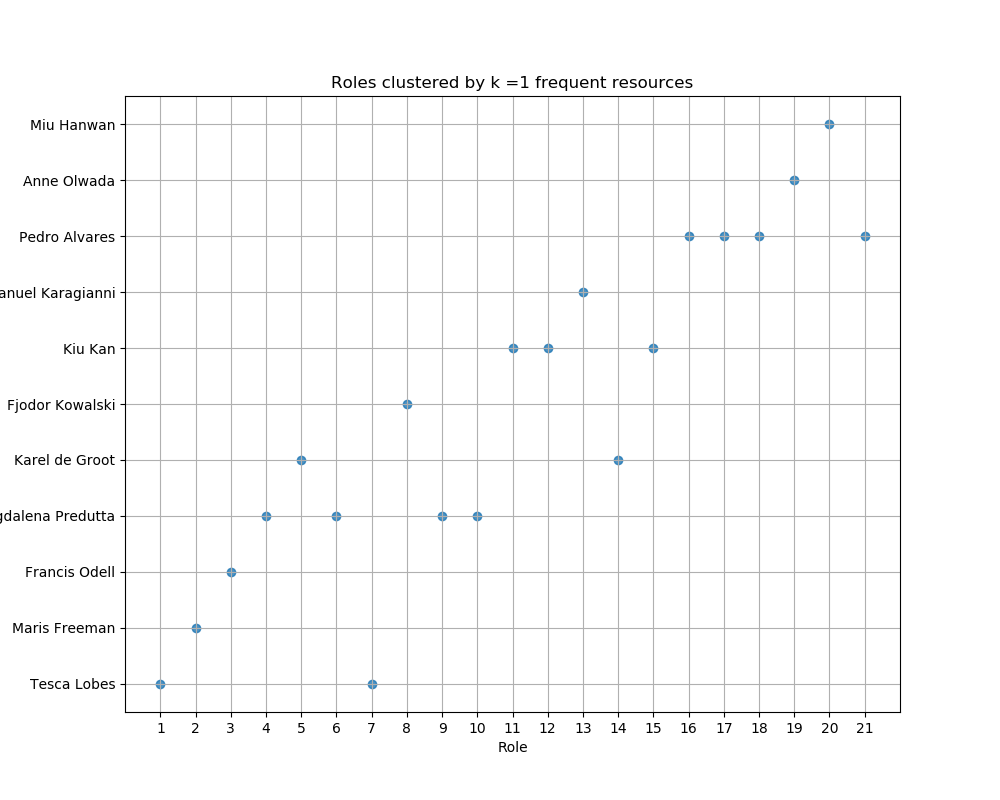 Roles clustered by k =1 frequent resources
Miu Hanwan
Anne Olwada
Pedro Alvares
anuel Karagianni
Kiu Kan
Fjodor Kowalski
Karel de Groot
gdalena Predutta
Francis Odell
Maris Freeman
Tesca Lobes
1 2 3 4 5 6 7 8 9 10 11 12 13 14 15 16 17 18 19 20 21
Role